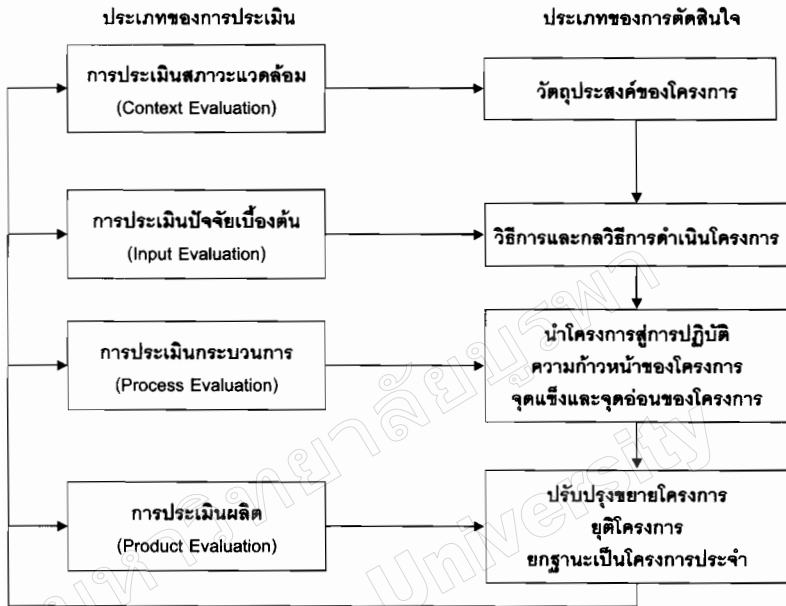 ประเภทของการประเมิน
ประเภทของการตัดสินใจ
การประเมินสภาวะแวดล้อม
(Context Evaluation)
วัตถุประสงค์ของโครงการ
การประเมินปัจจัยเบื้องต้น
(Input Evaluation)
วิธีการและกลวิธีการดำเนินโครงการ
การประเมินกระบวนการ
(Process Evaluation)
นำโครงการสู่การปฏิบัติ
ความก้าวหน้าของโครงการ
จุดแข็งและจุดอ่อนของโครงการ
การประเมินผลิต
(Product Evaluation)
ปรับปรุงขยายโครงการ
ยุติโครงการ
ยกฐานะเป็นโครงการประจำ
มหาวิทยาลัยบูรพา
University